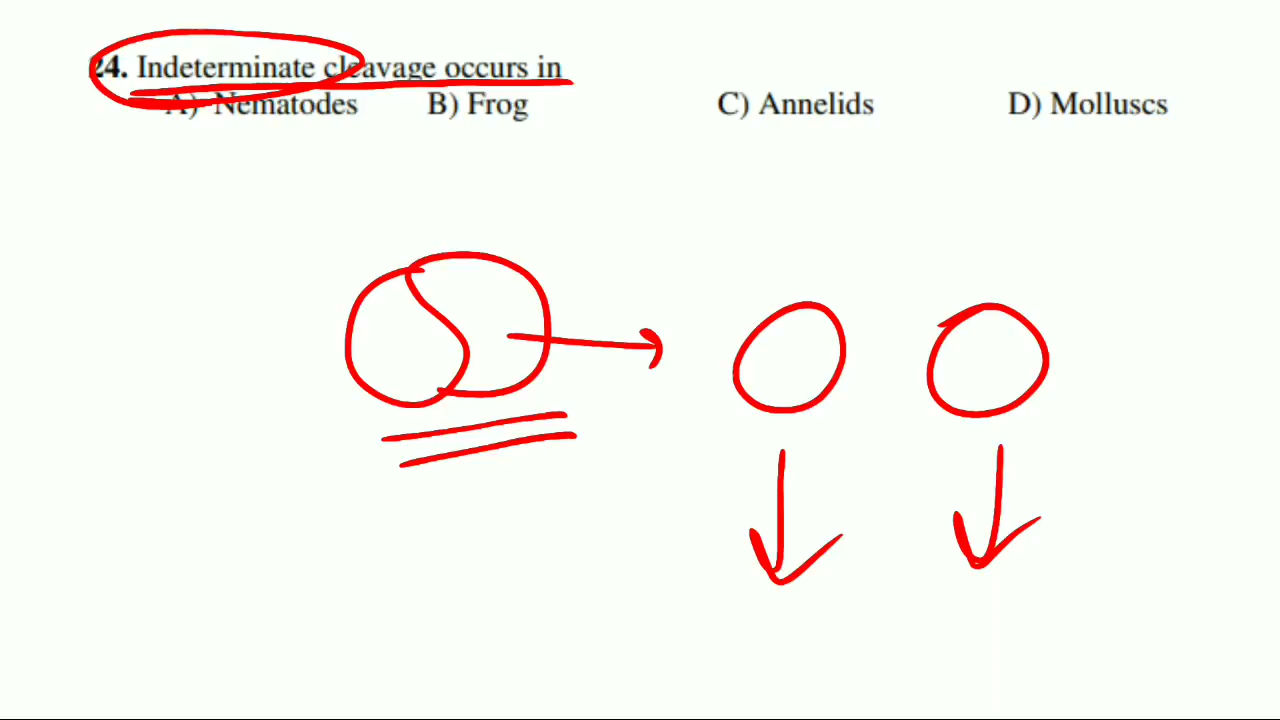 24. Indeterminate cleavage occurs in
A) Nematodes B) Frog C) Annelids D) Molluscs